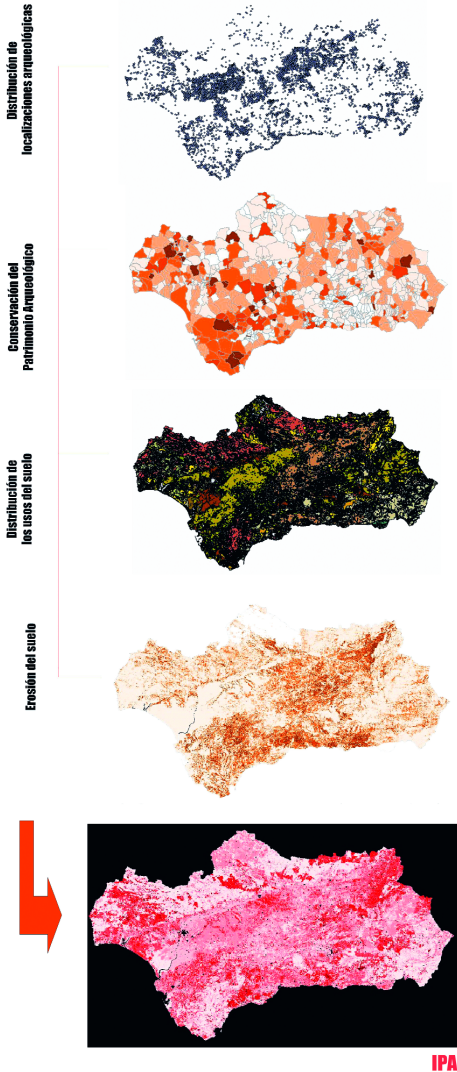 Distribución de
localizaciones arqueológicas
Conservación del
Patrimonio Arqueológico
Distribución de
los usos del suelo
Erosión del suelo
IPA